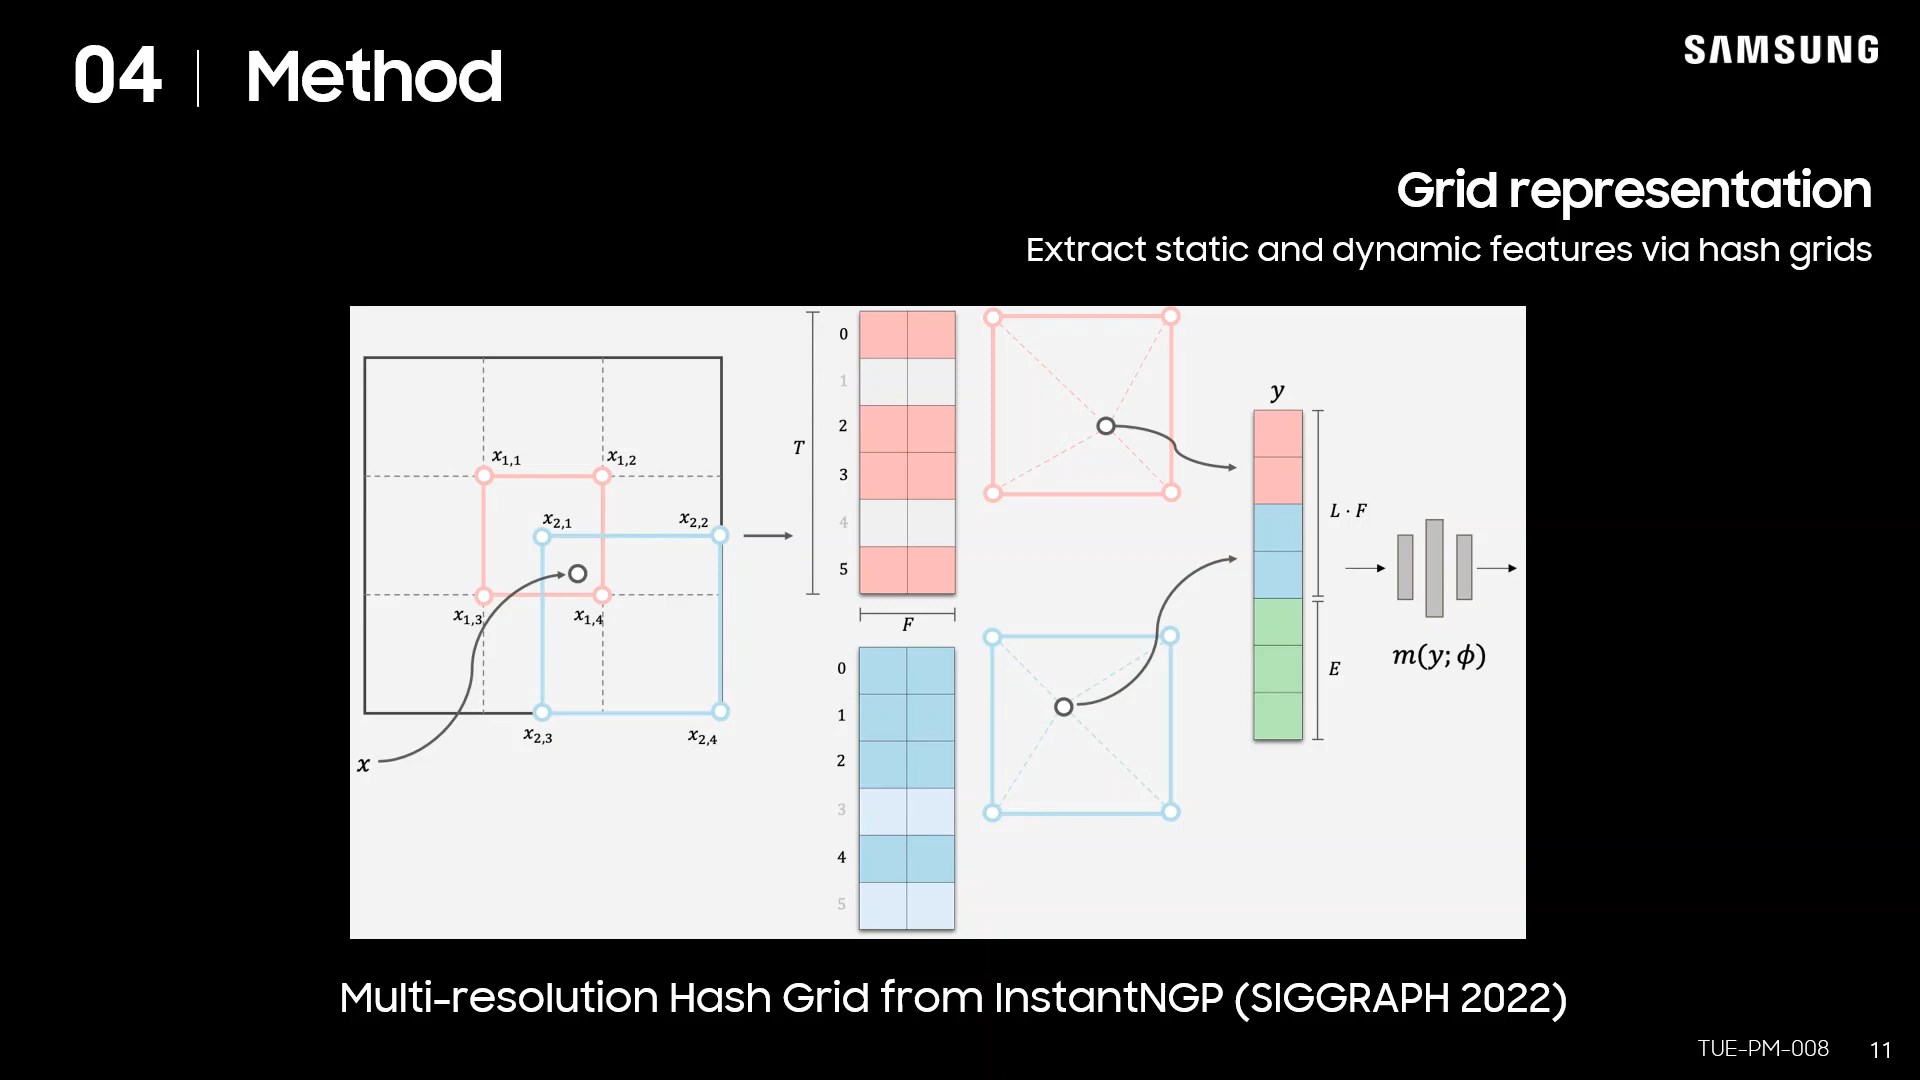 04 | Method
SAMSUNG
Grid representation
Extract static and dynamic features via hash grids
x1,1
x1,2
x2,1
x2,2
x1,3
x1,4
x2,3
x2,4
x
T
0
1
2
3
4
5
F
0
1
2
3
4
5
y
L · F
E
m(y; ϕ)
Multi-resolution Hash Grid from InstantNGP (SIGGRAPH 2022)
TUE-PM-008
11